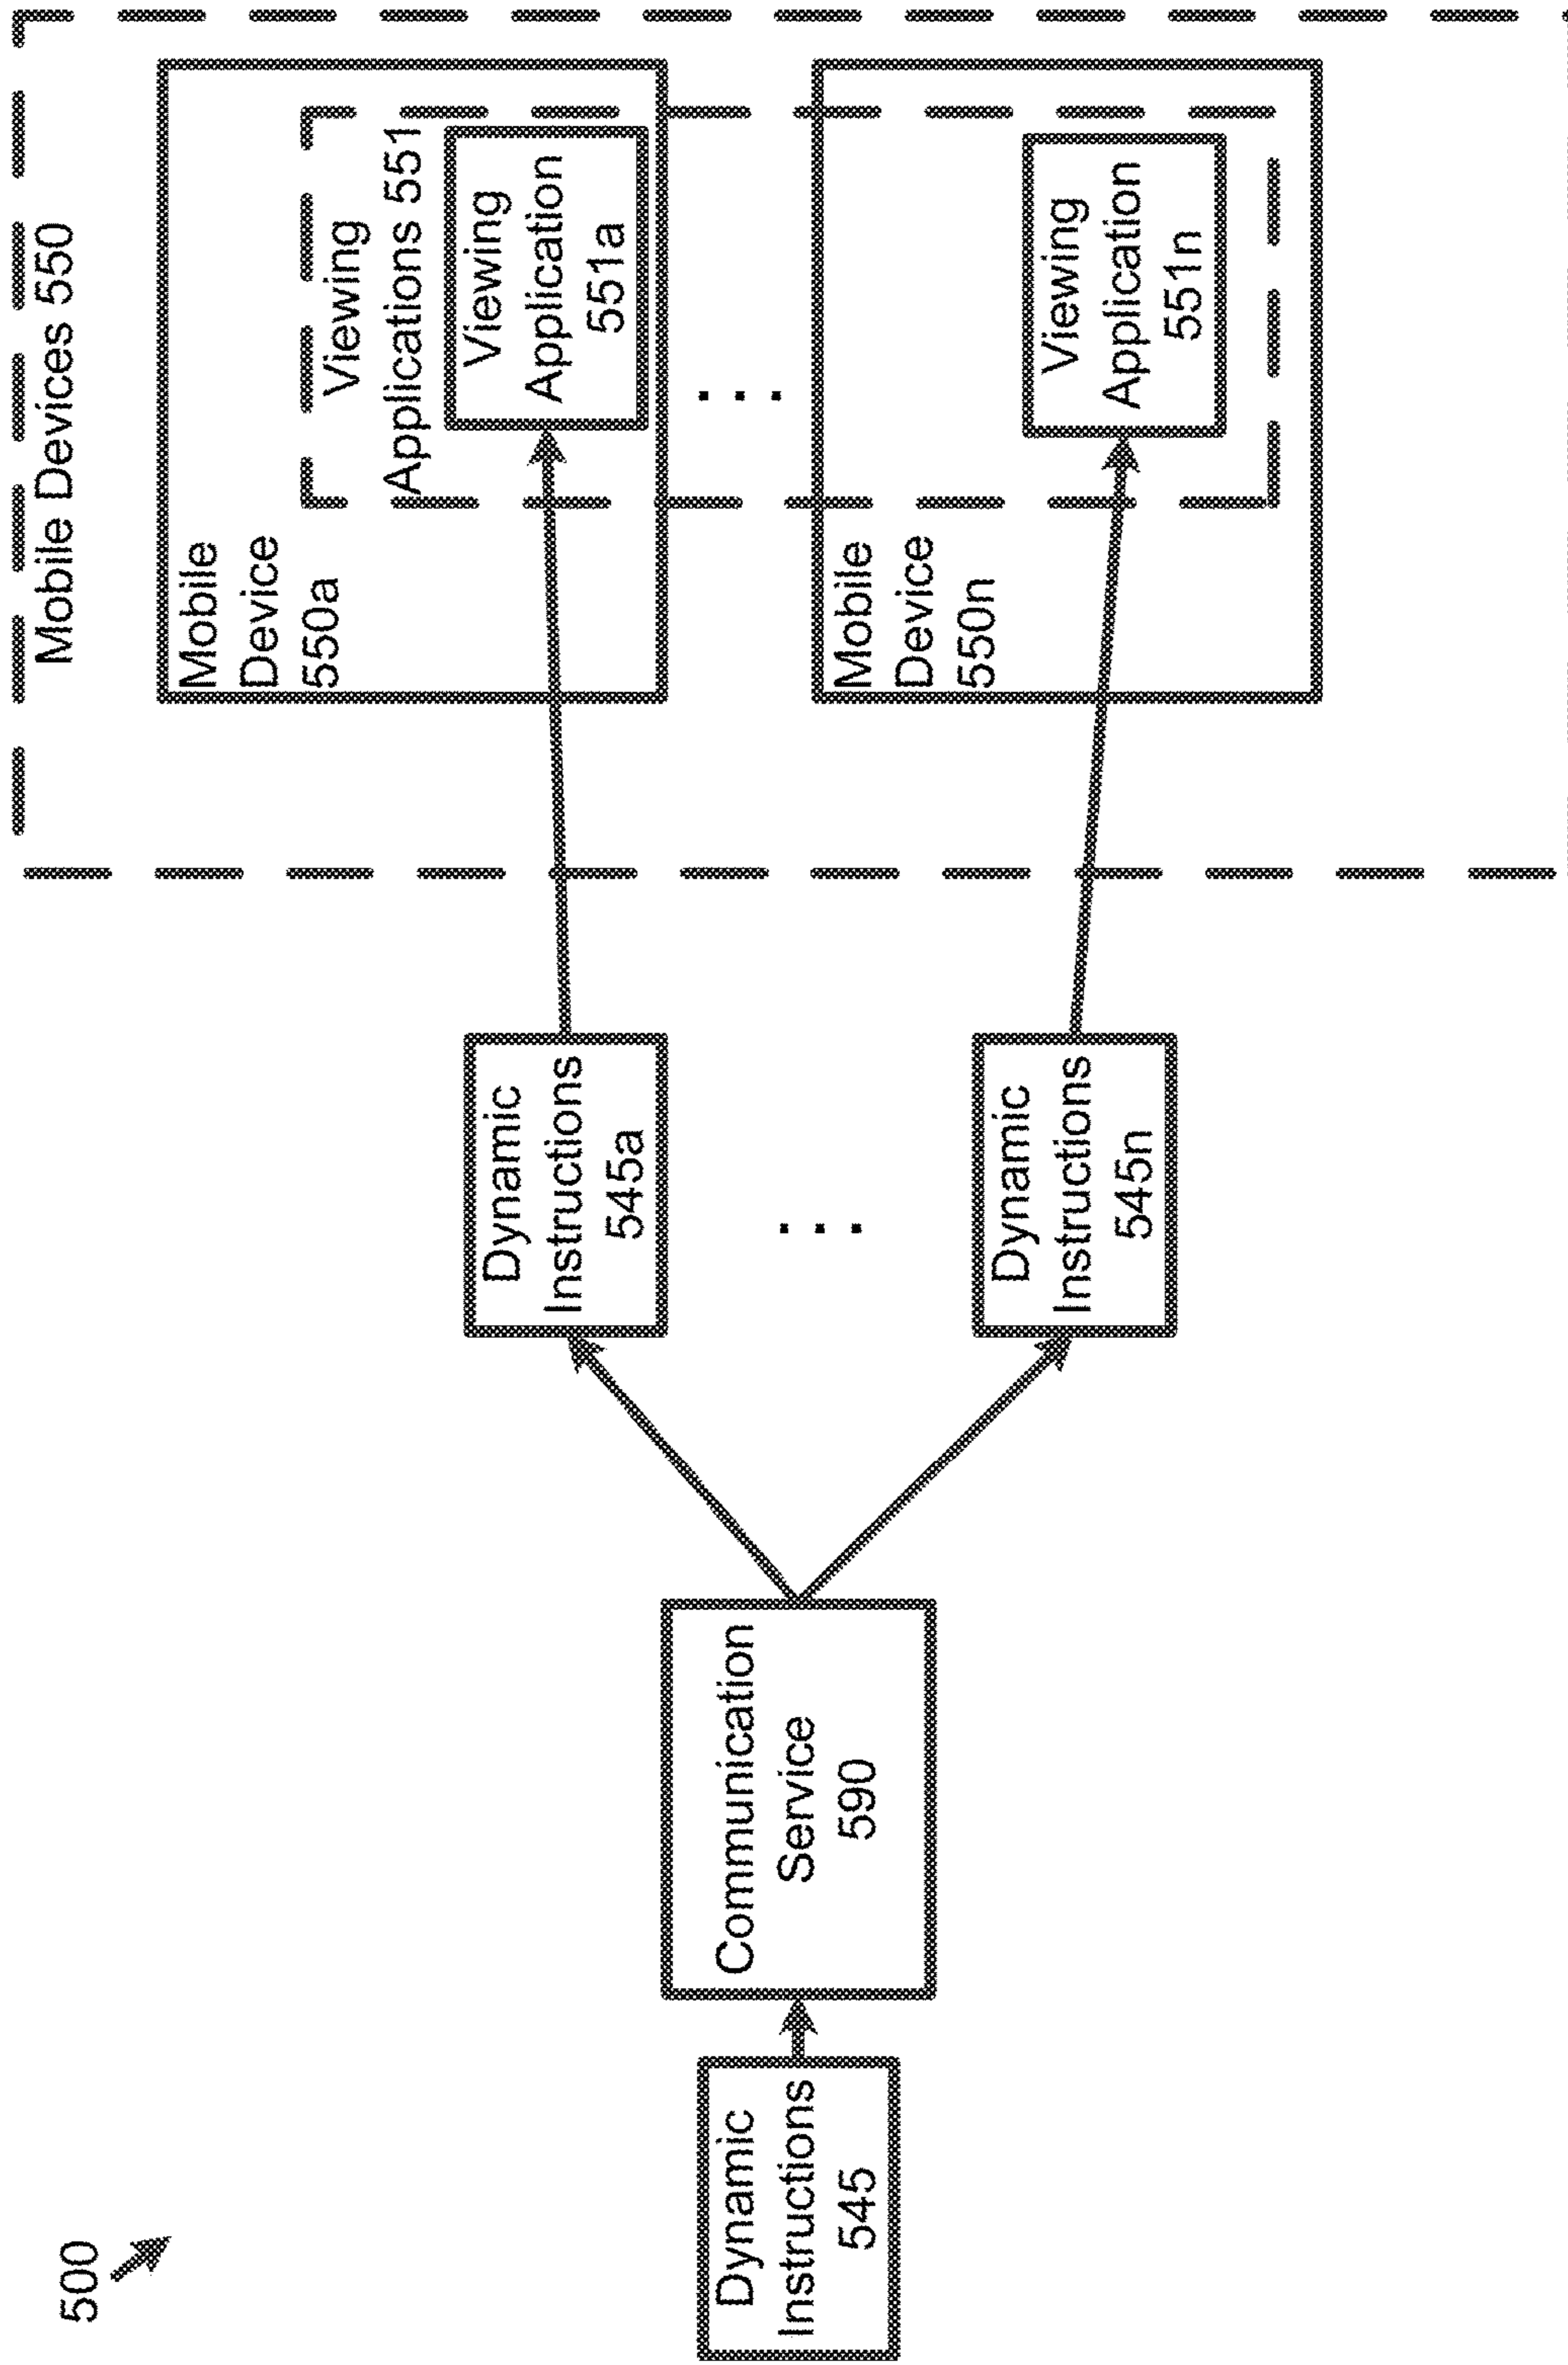 500
Dynamic
Instructions
545
Communication
Service
590
Dynamic
Instructions
545a
. . .
Dynamic
Instructions
545n
Mobile Devices 550
Mobile
Device
550a
Viewing
Applications 551
Viewing
Application
551a
. . .
Mobile
Device
550n
Viewing
Application
551n